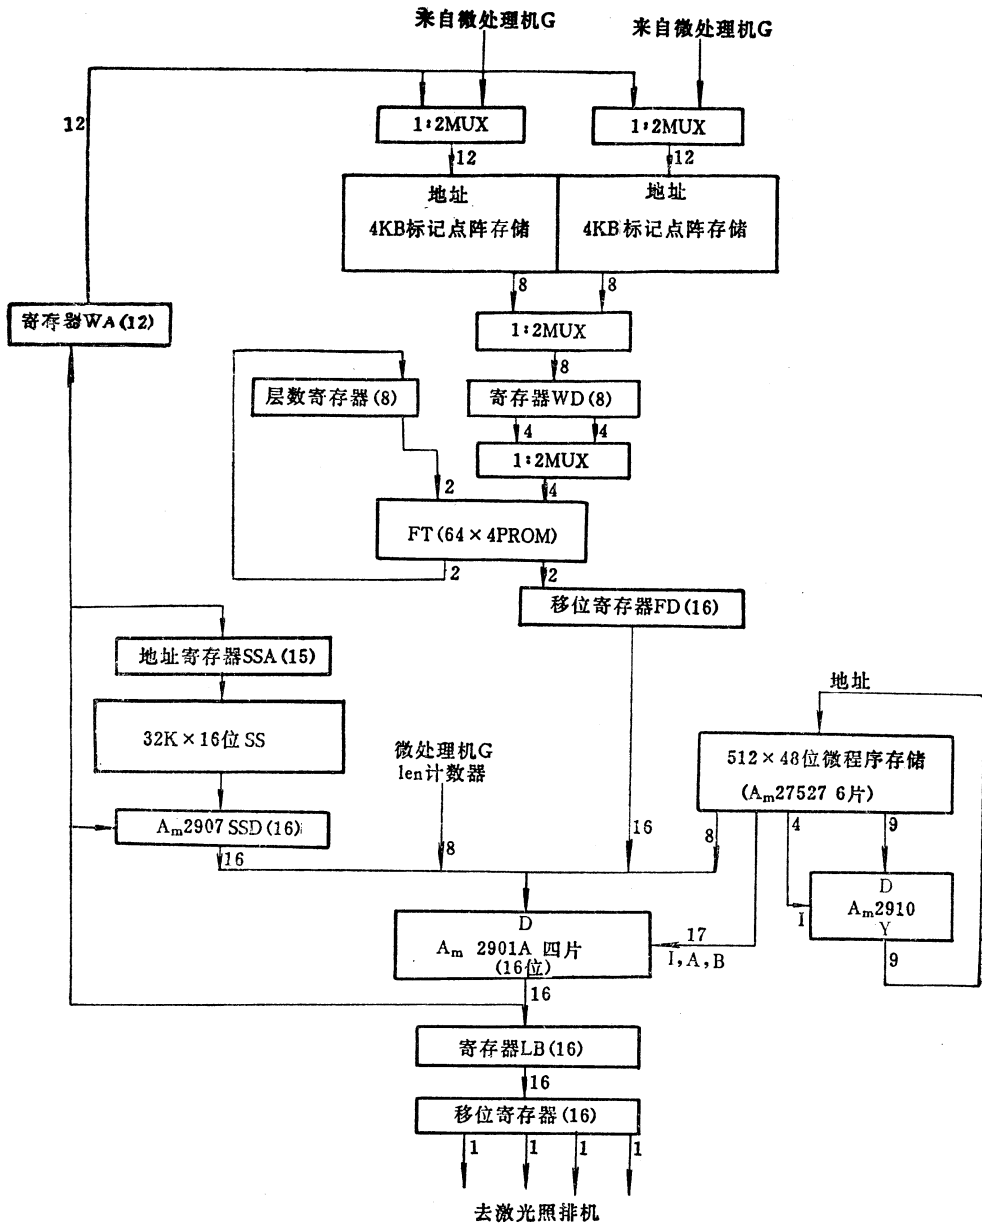 来自微处理机G
来自微处理机G
12
1:2MUX
1:2MUX
12
12
地址
地址
4KB标记点阵存储
4KB标记点阵存储
8
8
寄存器WA(12)
1:2MUX
8
层数寄存器(8)
寄存器WD(8)
4
4
1:2MUX
2
4
FT(64×4PROM)
2
2
移位寄存器FD(16)
地址寄存器SSA(15)
地址
32K×16位SS
微处理机G
len计数器
512×48位微程序存储
(Am27527 6片)
Am2907 SSD(16)
16
8
16
8
4
9
D
Am2910
I
Y
D
Am 2901A 四片
(16位)
17
I,A,B
9
16
寄存器LB(16)
16
移位寄存器(16)
1
1
1
1
去激光照排机